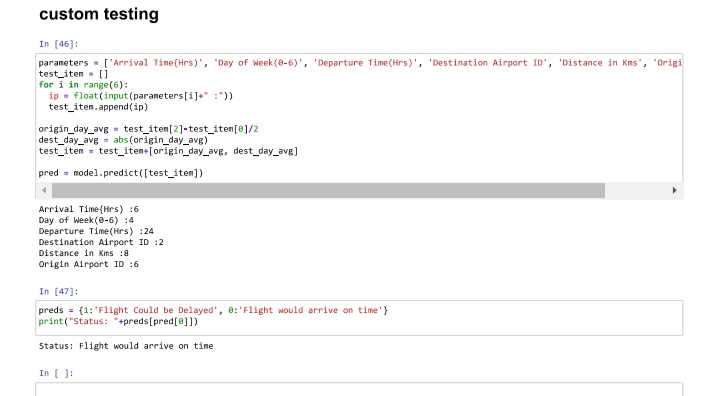 custom testing
In [46]:
parameters = ['Arrival Time{Hrs)', 'Day of Week(0-6)', 'Departure Time(Hrs)', 'Destination Airport ID', 'Distance in Kms', 'Origi
test_item = []
for i in range(6):
  ip = float(input(parameters[i]+" :"))
  test_item.append(ip)
origin_day_avg = test_item[2]-test_item[0]/2
dest_day_avg = abs(origin_day_avg)
test_item = test_item+[origin_day_avg, dest_day_avg]
pred = model.predict([test_item])
Arrival Time{Hrs) :6
Day of Week(0-6) :4
Departure Time(Hrs) :24
Destination Airport ID :2
Distance in Kms :8
Origin Airport ID :6
In [47]:
preds = {1:'Flight Could be Delayed', 0:'Flight would arrive on time'}
print("Status: "+preds[pred[0]])
Status: Flight would arrive on time
In [ ]: